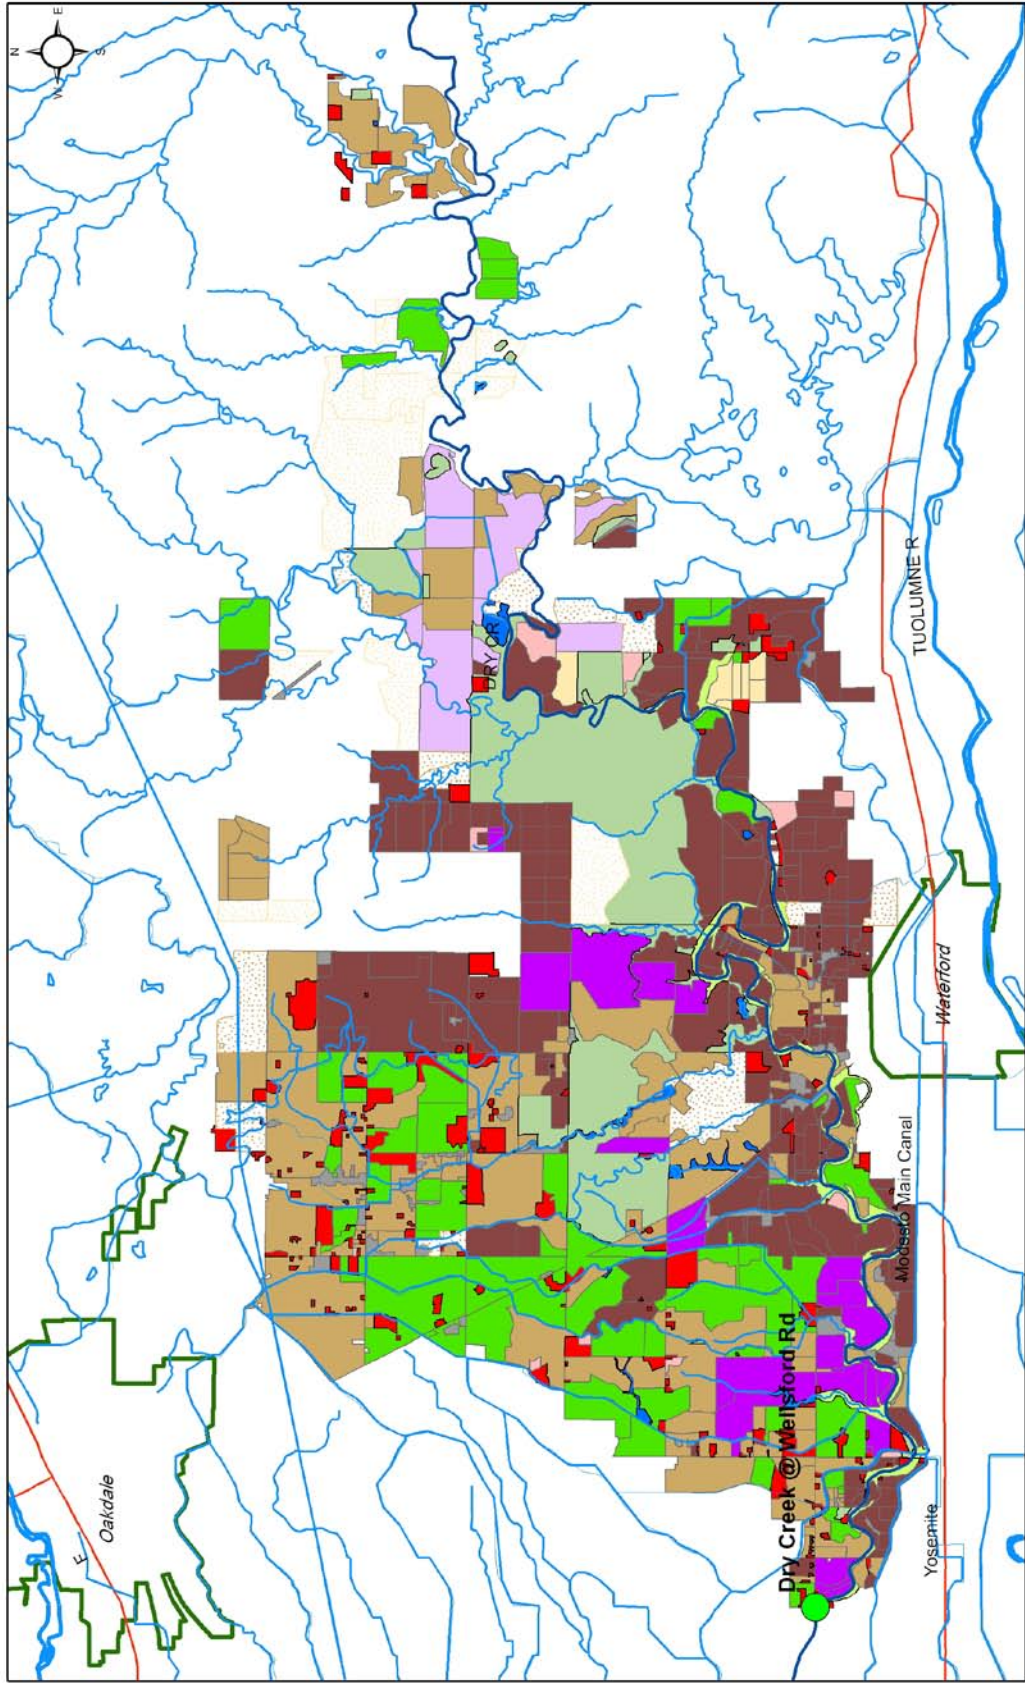 N
E
W
S
DRY CR
TUOLUMNE R
Waterford
Modesto Main Canal
Dry Creek @ Wellsford Rd
Yosemite
Oakdale
F